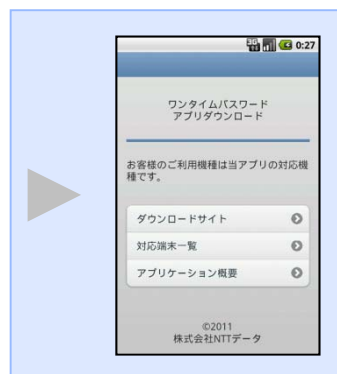 0:27
ワンタイムパスワード
アプリダウンロード
お客様のご利用機種は当アプリの対応機
種です。
ダウンロードサイト
対応端末一覧
アプリケーション概要
©2011
株式会社NTTデータ